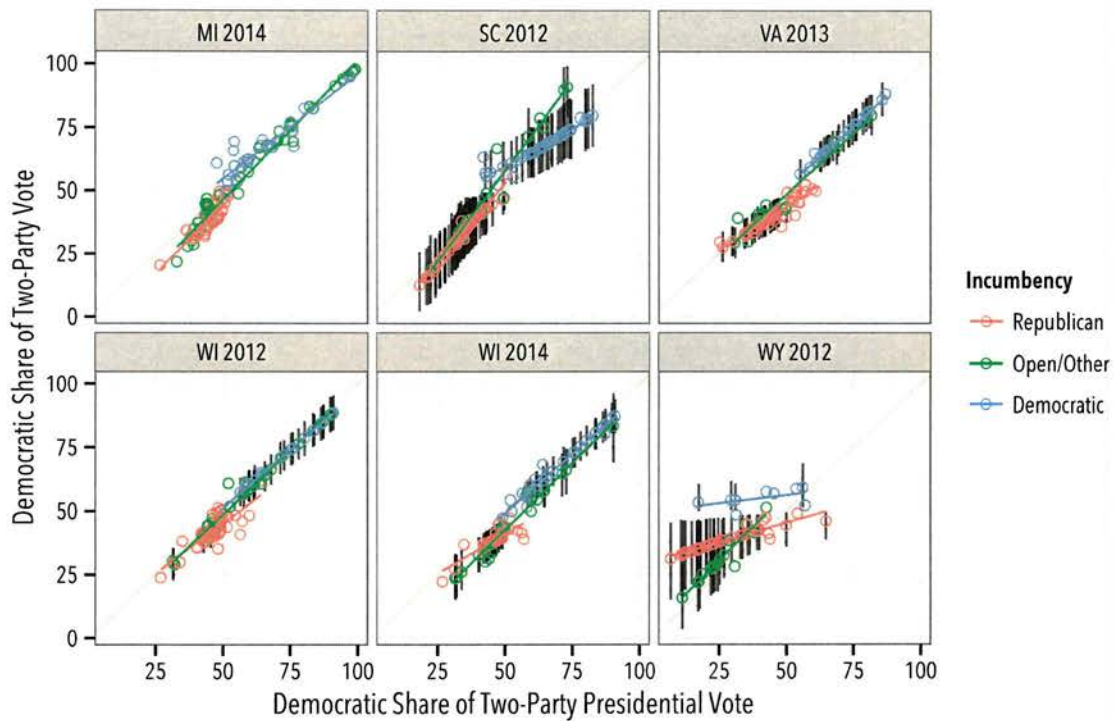 MI 2014
SC 2012
VA 2013
100
75
50
25
0
WI 2012
WI 2014
WY 2012
100
75
50
25
0
25
50
75
100
25
50
75
100
25
50
75
100
Democratic Share of Two-Party Vote
Democratic Share of Two-Party Presidential Vote
Incumbency
Republican
Open/Other
Democratic